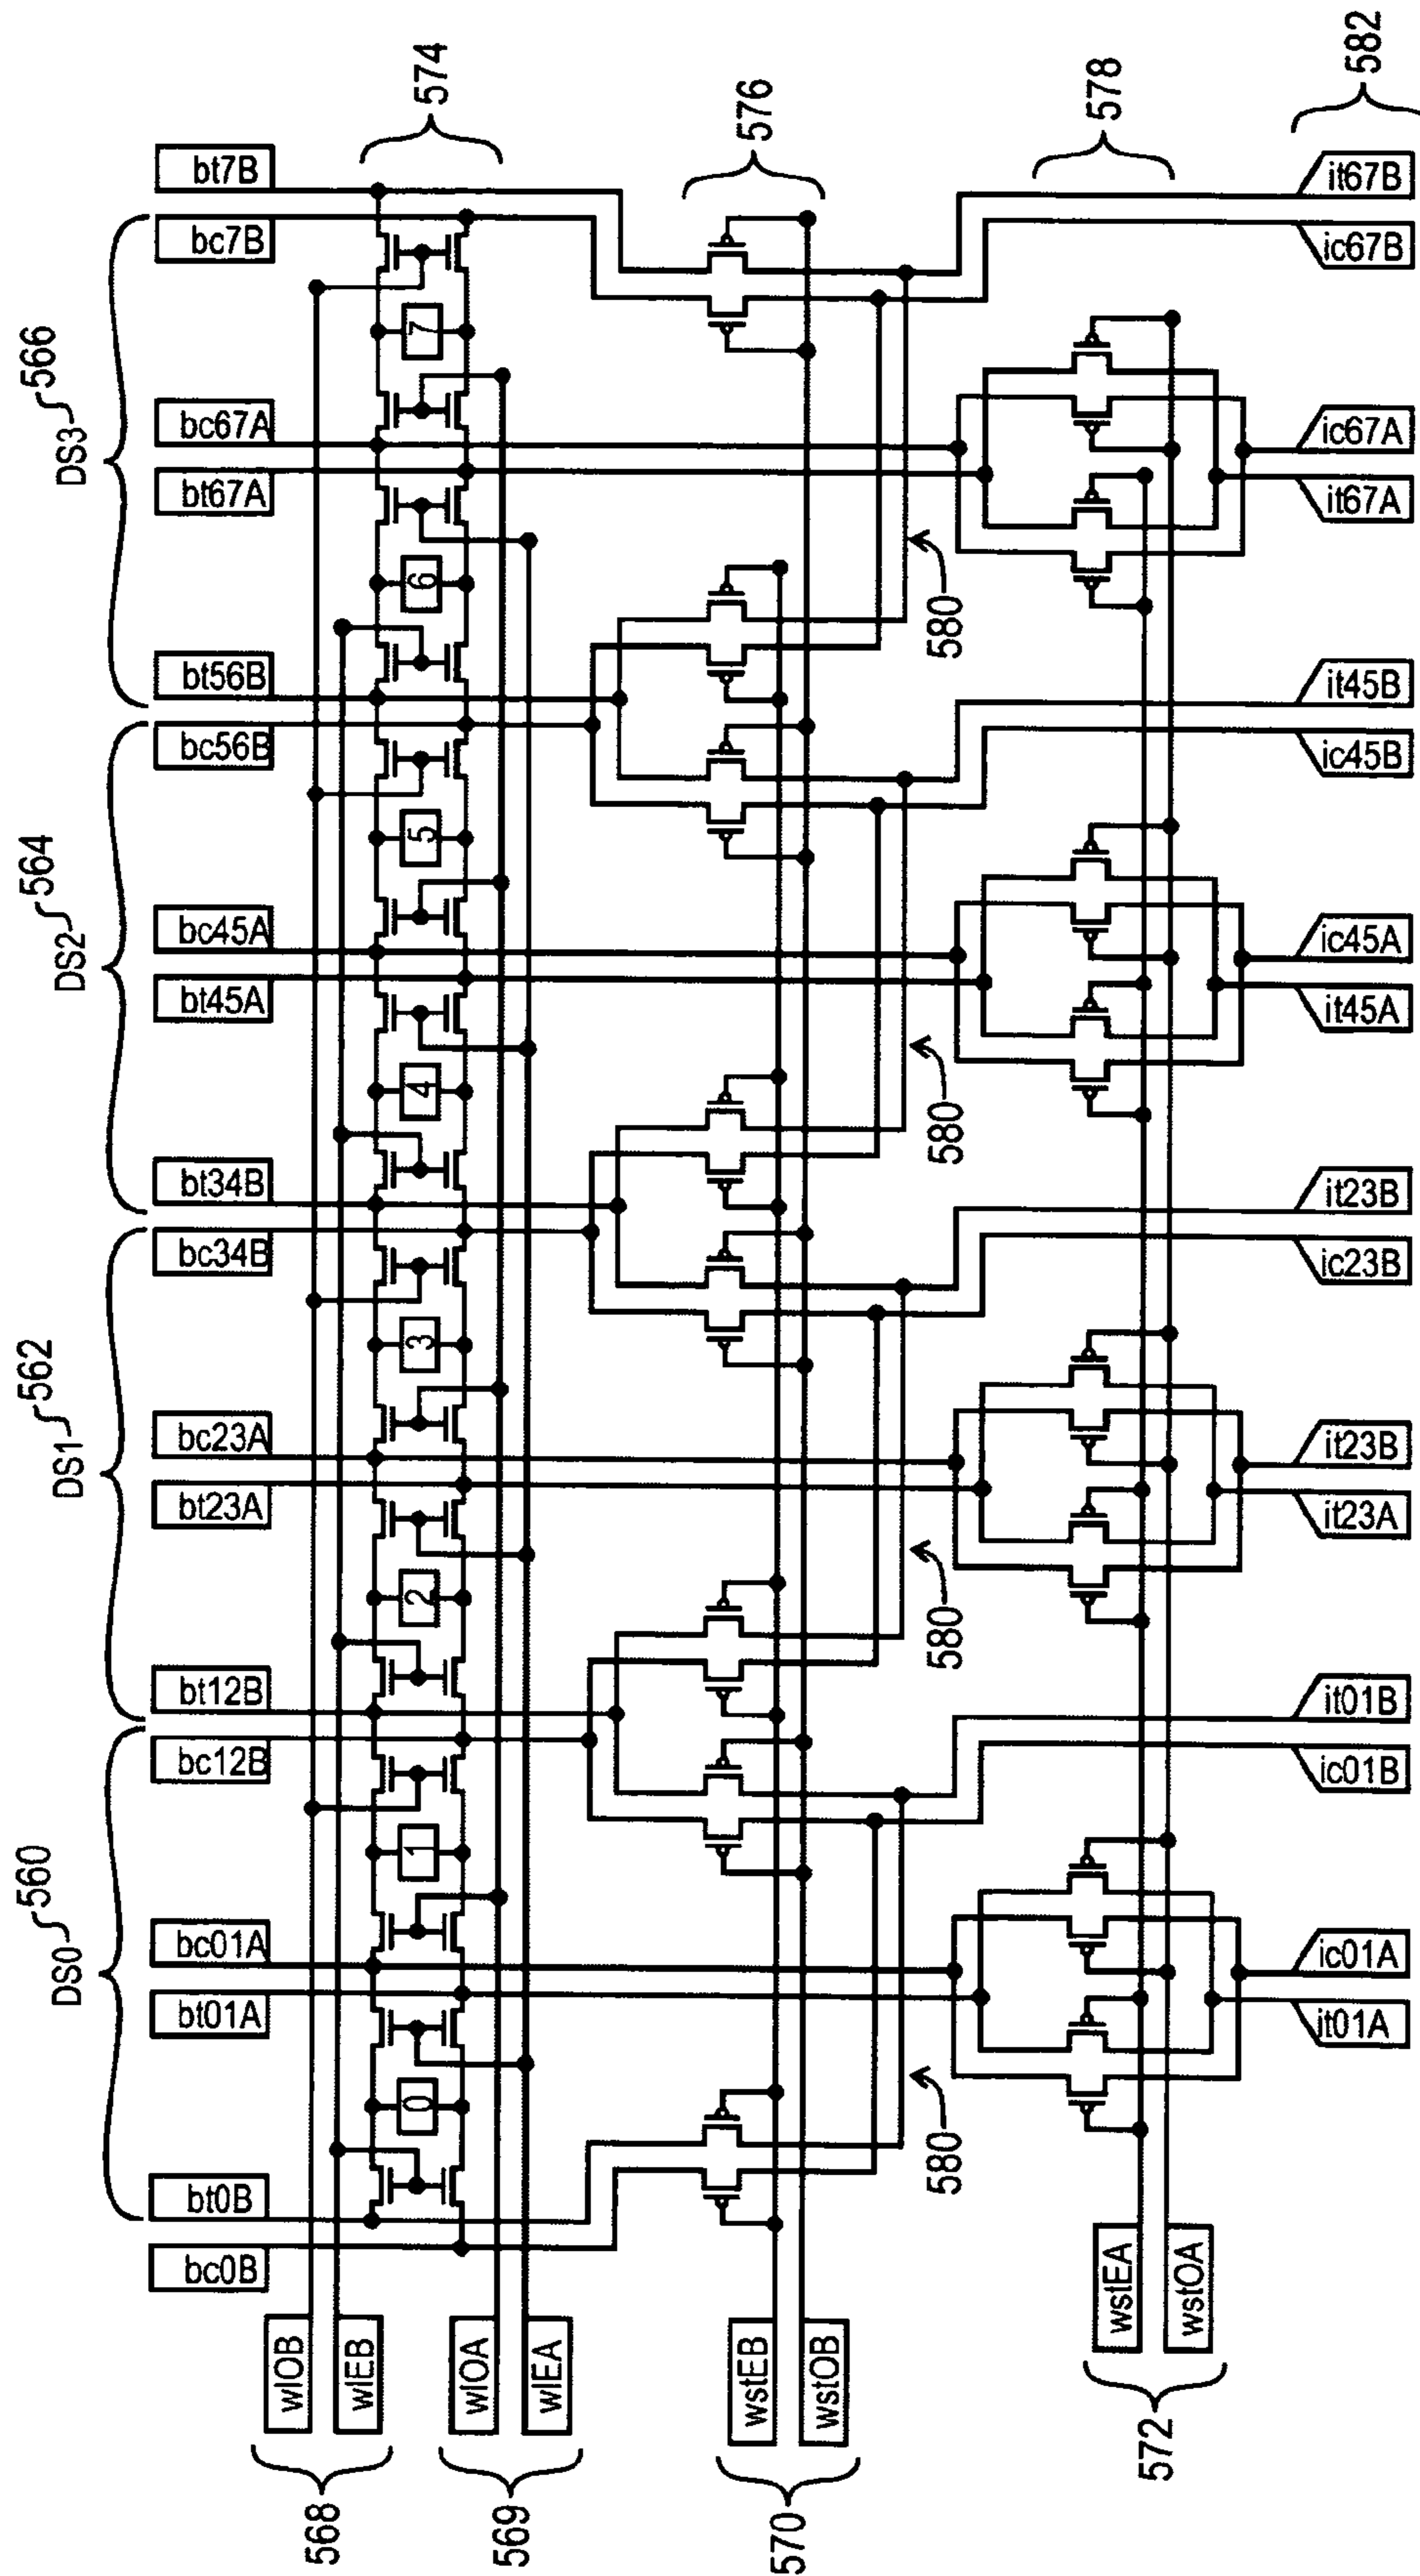 DS0 560
DS1 562
DS2 564
DS3 566
bc0B
bt0B
bt01A
bc01A
bc12B
bt12B
bt23A
bc23A
bc34B
bt34B
bt45A
bc45A
bc56B
bt56B
bt67A
bc67A
bc7B
bt7B
wlOB
wlEB
568
wlOA
wlEA
569
0
1
2
3
4
5
6
7
574
wstEB
wstOB
570
576
580
580
580
580
wstEA
wstOA
572
578
it01A
ic01A
ic01B
it01B
it23A
it23B
ic23B
it23B
it45A
ic45A
ic45B
it45B
it67A
ic67A
ic67B
it67B
582